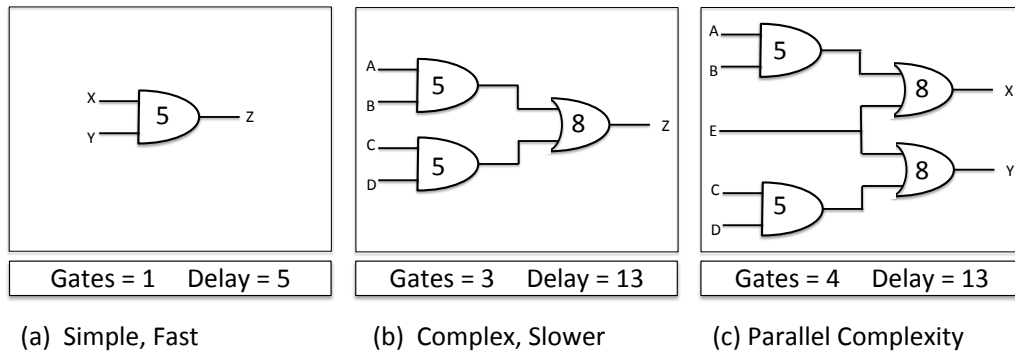 X
Y
5
Z
Gates = 1 Delay = 5
(a) Simple, Fast
A
B
C
D
5
5
8
Z
Gates = 3 Delay = 13
(b) Complex, Slower
A
B
E
C
D
5
5
8
8
X
Y
Gates = 4 Delay = 13
(c) Parallel Complexity